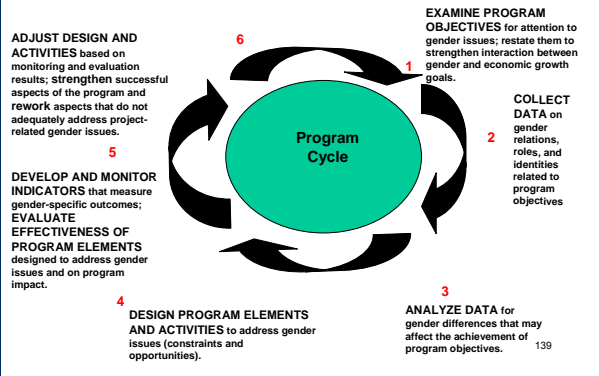 6
ADJUST DESIGN AND
ACTIVITIES based on
monitoring and evaluation
results; strengthen successful
aspects of the program and
rework aspects that do not
adequately address project-
related gender issues.
1
EXAMINE PROGRAM
OBJECTIVES for attention to
gender issues; restate them to
strengthen interaction between
gender and economic growth
goals.
Program
Cycle
2
COLLECT
DATA on
gender
relations,
roles, and
identities
related to
program
objectives
5
DEVELOP AND MONITOR
INDICATORS that measure
gender-specific outcomes;
EVALUATE
EFFECTIVENESS OF
PROGRAM ELEMENTS
designed to address gender
issues and on program
impact.
4
DESIGN PROGRAM ELEMENTS
AND ACTIVITIES to address gender
issues (constraints and
opportunities).
3
ANALYZE DATA for
gender differences that may
affect the achievement of
program objectives.
139